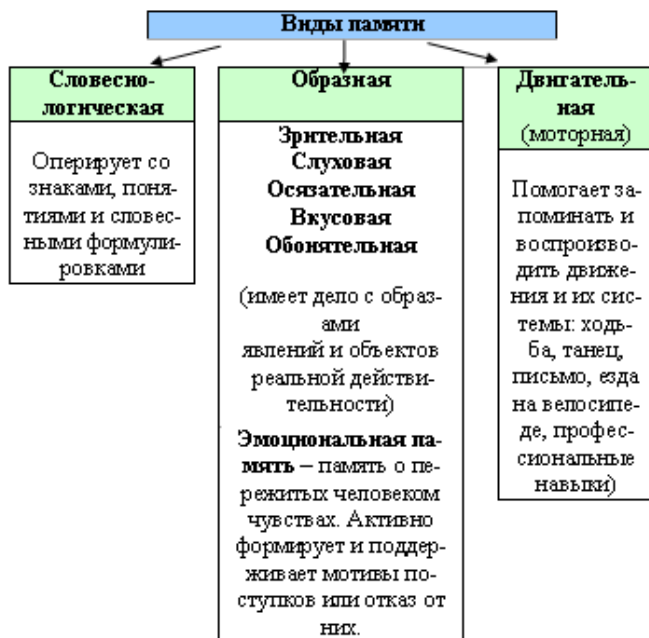 Виды памяти
Словесно-
логическая
Оперирует со
знаками, поня-
тиями и словес-
ными формули-
ровками
Образная
Зрительная
Слуховая
Осязательная
Вкусовая
Обонятельная
(имеет дело с образ-
ами
явлений и объектов
реальной действи-
тельности)
Эмоциональная па-
мять – память о пе-
режитых человеком
чувствах. Активно
формирует и поддер-
живает мотивы по-
ступков или отказ от
них.
Двигатель-
ная
(моторная)
Помогает за-
поминать и
воспроизво-
дить движе-
ния и их сис-
темы: ходь-
ба, танец,
письмо, езда
на велосипе-
де, профес-
сиональные
навыки)